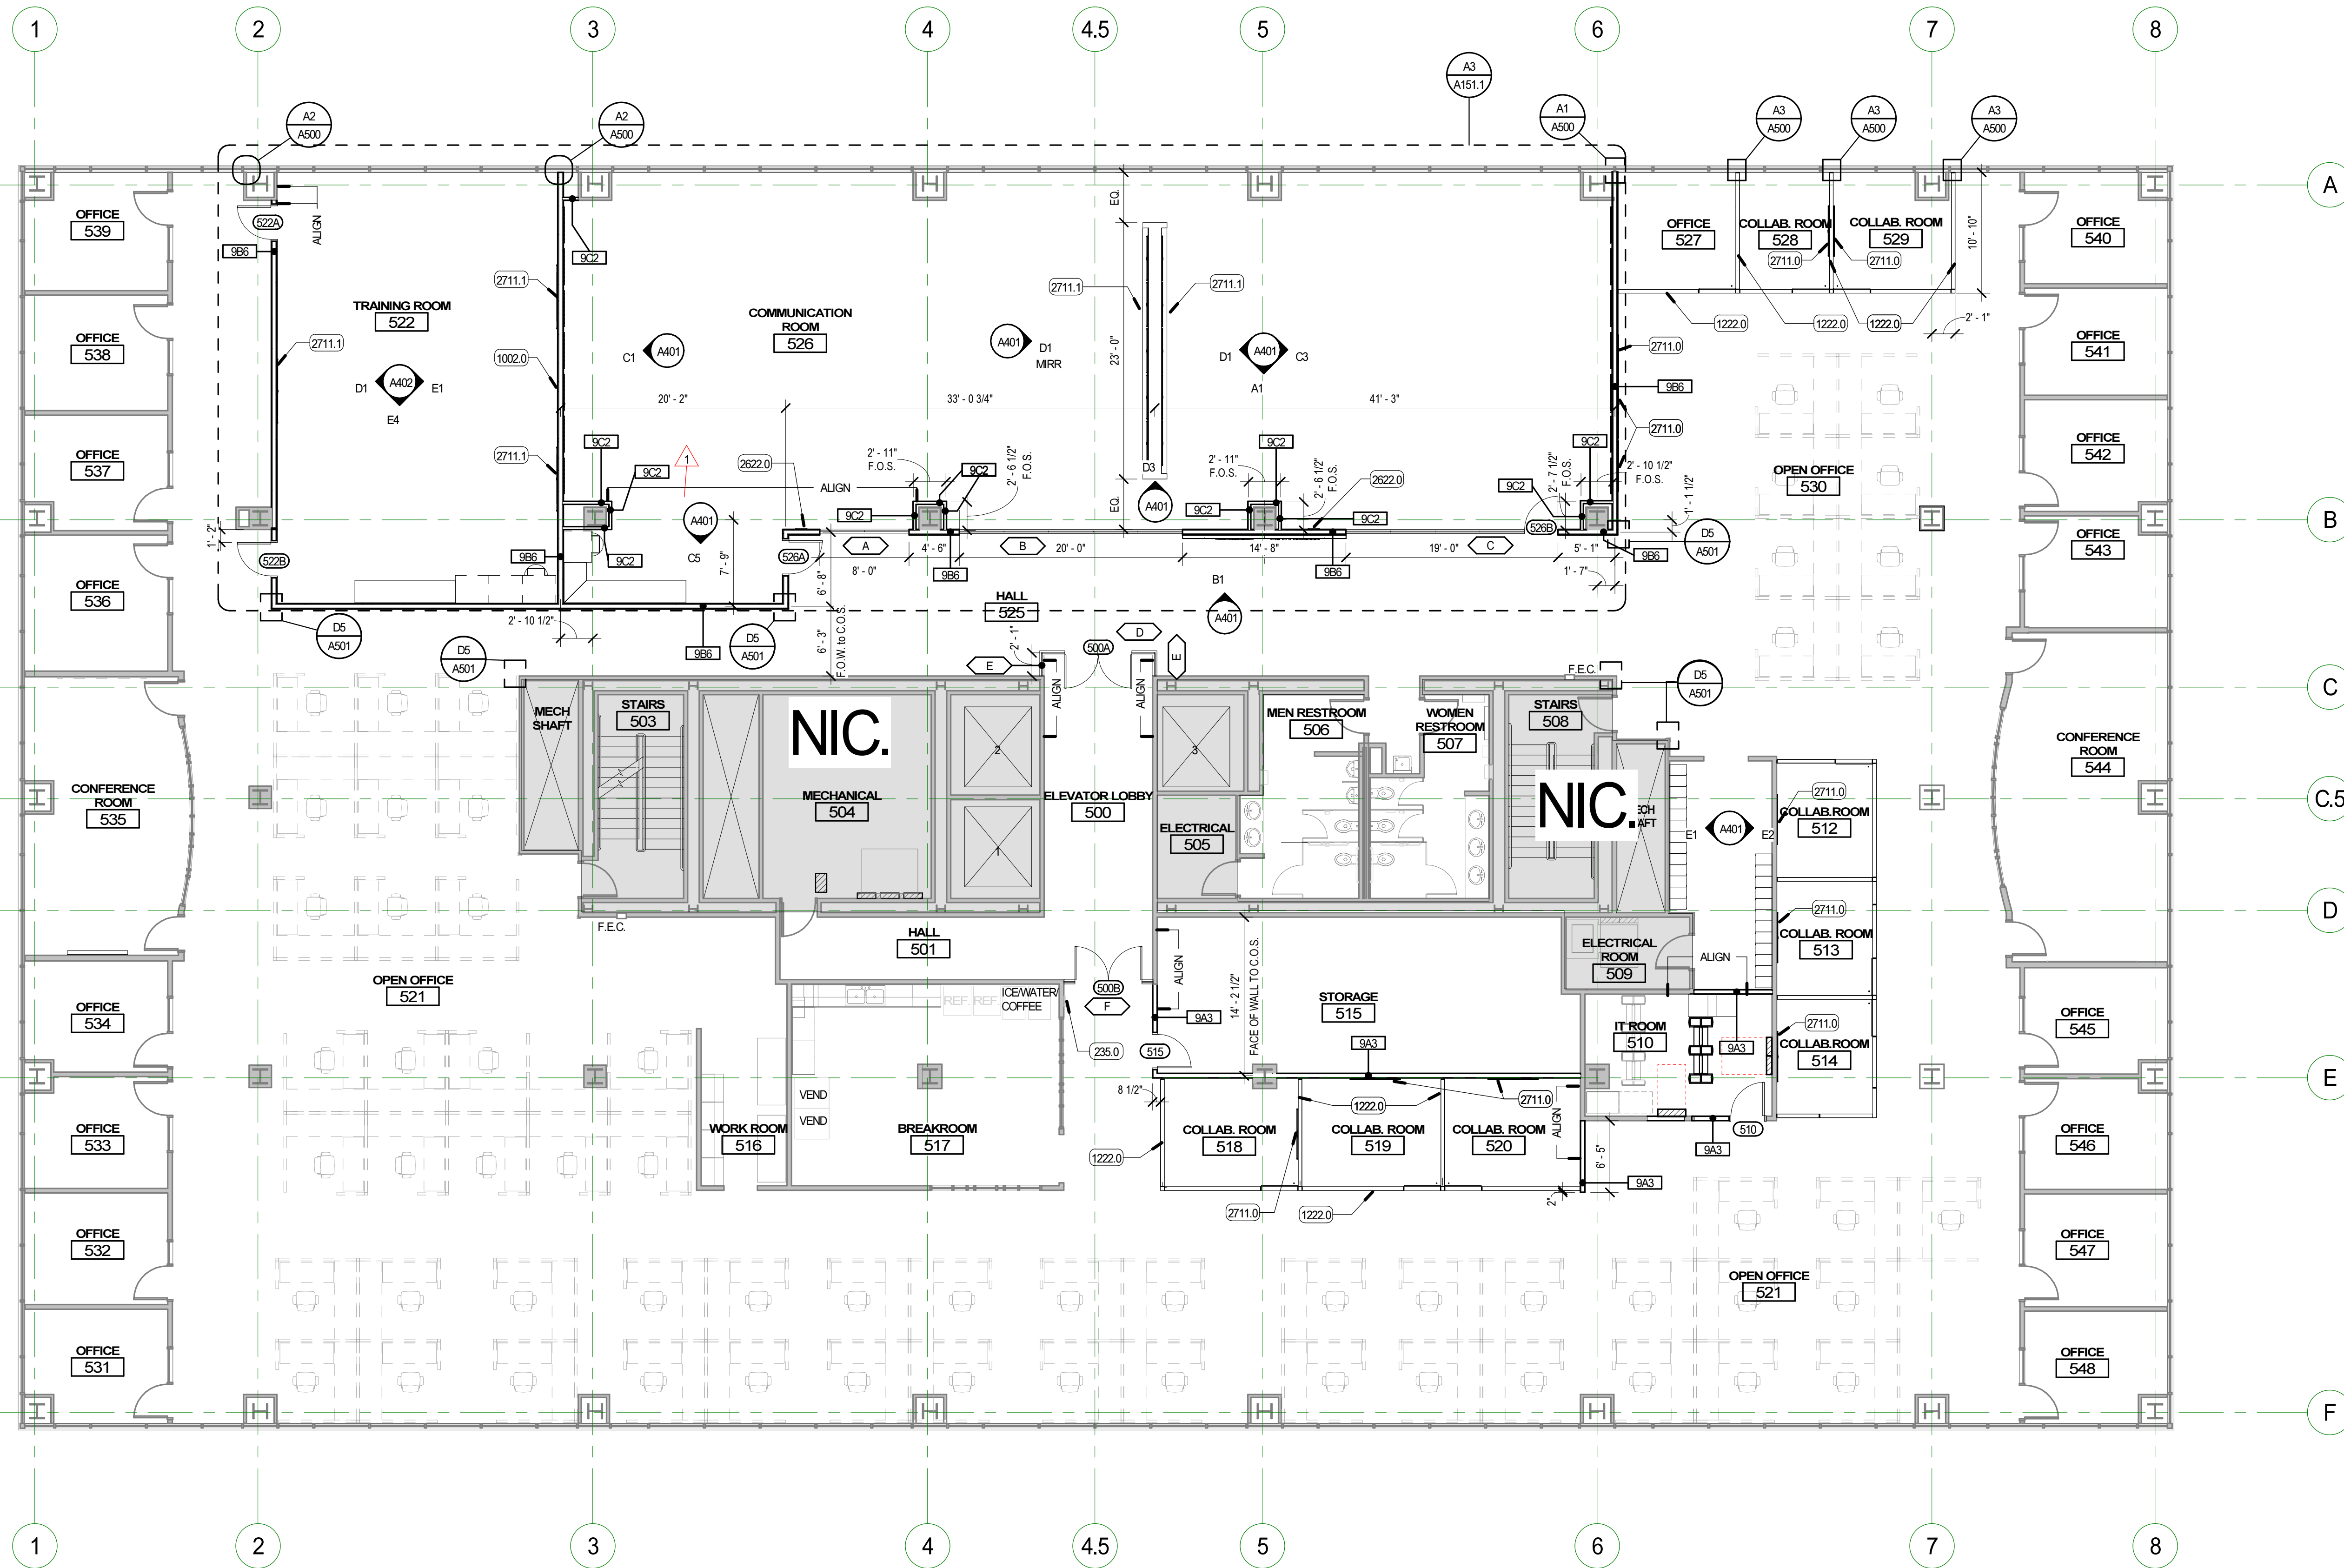 1 2 3 4 4.5 5 6 7 8
A3
A151.1
A2
A500
A2
A500
A1
A500
A3
A500
A3
A500
A3
A500
A
OFFICE
539
522A
ALIGN
9B6
9C2
2711.1
TRAINING ROOM
522
2711.1
1002.0
D1
A402
E1
E4
2711.1
COMMUNICATION
ROOM
526
C1
A401
A401
D1
MIRR
EQ.
2711.1
2711.1
23' - 0"
D1
A401
C3
A1
20' - 2"
33' - 0 3/4"
41' - 3"
OFFICE
527
COLLAB. ROOM
528
COLLAB. ROOM
529
2711.0
2711.0
10' - 10"
1222.0
1222.0
1222.0
2' - 1"
2711.0
9B6
2711.0
OFFICE
540
OFFICE
538
OFFICE
541
OFFICE
537
OFFICE
542
OPEN OFFICE
530
9C2
9C2
1
2622.0
ALIGN
2' - 11"
F.O.S.
9C2
2' - 6 1/2"
F.O.S.
9C2
D3
A401
EQ.
2' - 11"
F.O.S.
9C2
9C2
2' - 6 1/2"
F.O.S.
9C2
2622.0
9C2
9C2
2' - 7 1/2"
F.O.S.
2' - 10 1/2"
F.O.S.
1' - 1 1/2"
B
1' - 2"
522B
9B6
9C2
A401
C5
7' - 9"
526A
A
8' - 0"
4' - 6"
9B6
B
20' - 0"
14' - 8"
9B6
19' - 0"
C
526B
5' - 1"
9B6
1' - 7"
D5
A501
OFFICE
543
OFFICE
536
6' - 8"
HALL
525
B1
A401
D5
A501
2' - 10 1/2"
D5
A501
9B6
D5
A501
6' - 3"
F.O.W. to C.O.S.
2' - 1"
E
500A
D
E
ALIGN
ALIGN
F.E.C.
D5
A501
C
MECH
SHAFT
STAIRS
503
NIC.
MECHANICAL
504
2
1
3
ELEVATOR LOBBY
500
ELECTRICAL
505
MEN RESTROOM
506
WOMEN
RESTROOM
507
STAIRS
508
NIC.
AFT
CONFERENCE
ROOM
535
CONFERENCE
ROOM
544
C.5
E1
A401
E2
2711.0
COLLAB.ROOM
512
2711.0
COLLAB. ROOM
513
2711.0
COLLAB.ROOM
514
D
F.E.C.
HALL
501
ELECTRICAL
ROOM
509
ALIGN
OPEN OFFICE
521
REF.
REF.
ICE/WATER/
COFFEE
500B
F
ALIGN
14' - 2 1/2"
FACE OF WALL TO C.O.S.
STORAGE
515
9A3
235.0
515
9A3
IT ROOM
510
9A3
OFFICE
534
OFFICE
545
E
VEND
VEND
WORK ROOM
516
BREAKROOM
517
8 1/2"
1222.0
COLLAB. ROOM
518
1222.0
COLLAB. ROOM
519
2711.0
COLLAB. ROOM
520
ALIGN
6' - 5"
510
9A3
9A3
2"
2711.0
1222.0
OFFICE
533
OFFICE
546
OFFICE
532
OFFICE
547
OPEN OFFICE
521
OFFICE
531
OFFICE
548
F
1 2 3 4 4.5 5 6 7 8